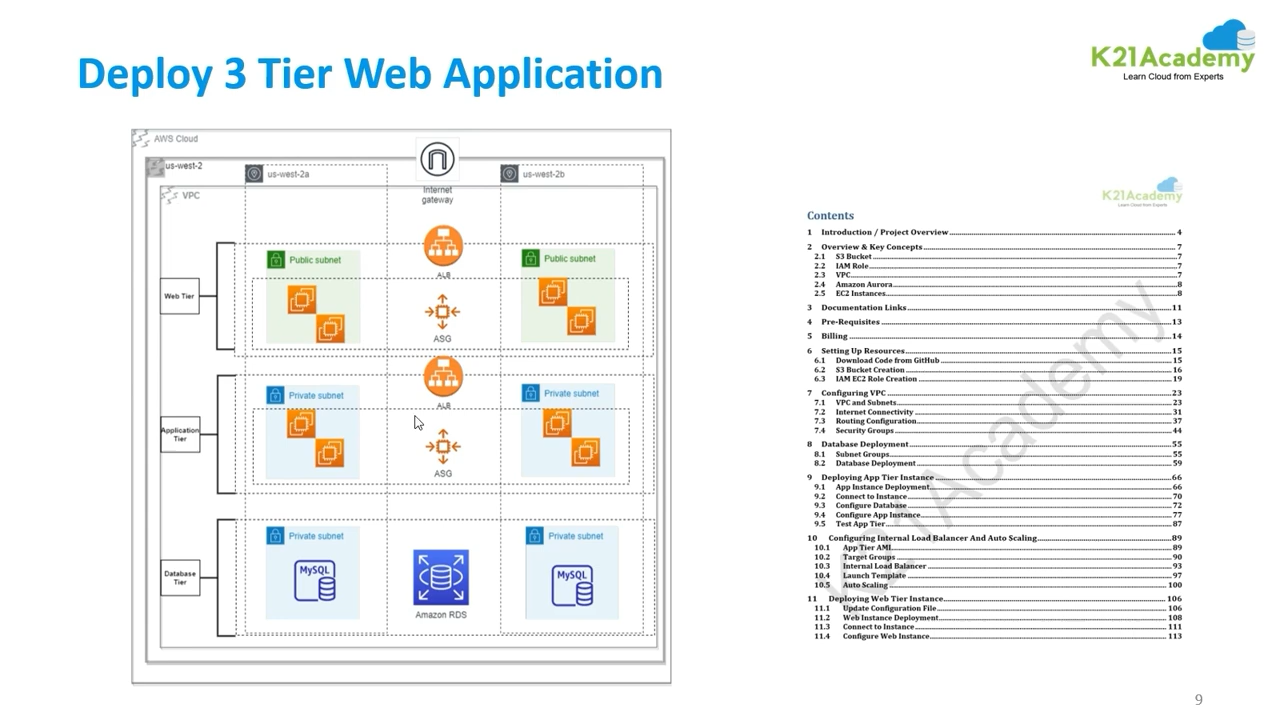 Deploy 3 Tier Web Application
K21Academy
Learn Cloud from Experts
AWS Cloud
us-west-2
us-west-2a
us-west-2b
Internet
gateway
VPC
Web Tier
Public subnet
Public subnet
ALB
ASG
Application
Tier
Private subnet
Private subnet
ALB
ASG
Database
Tier
Private subnet
Private subnet
MySQL
MySQL
Amazon RDS
K21Academy
Learn Cloud from Experts
Contents
1 Introduction / Project Overview 4
2 Overview & Key Concepts 7
2.1 S3 Bucket 7
2.2 IAM Role 7
2.3 VPC 7
2.4 Amazon Aurora 8
2.5 EC2 Instances 8
3 Documentation Links 11
4 Pre-Requisites 13
5 Billing 14
6 Setting Up Resources 15
6.1 Download Code from GitHub 15
6.2 S3 Bucket Creation 16
6.3 IAM EC2 Role Creation 19
7 Configuring VPC 23
7.1 VPC and Subnets 23
7.2 Internet Connectivity 31
7.3 Routing Configuration 37
7.4 Security Groups 44
8 Database Deployment 55
8.1 Subnet Groups 55
8.2 Database Deployment 59
9 Deploying App Tier Instance 66
9.1 App Instance Deployment 66
9.2 Connect to Instance 70
9.3 Configure Database 72
9.4 Configure App Instance 77
9.5 Test App Tier 87
10 Configuring Internal Load Balancer And Auto Scaling 89
10.1 App Tier AMI 89
10.2 Target Groups 90
10.3 Internal Load Balancer 93
10.4 Launch Template 97
10.5 Auto Scaling 100
11 Deploying Web Tier Instance 106
11.1 Update Configuration File 106
11.2 Web Instance Deployment 108
11.3 Connect to Instance 111
11.4 Configure Web Instance 113
K21Academy
9